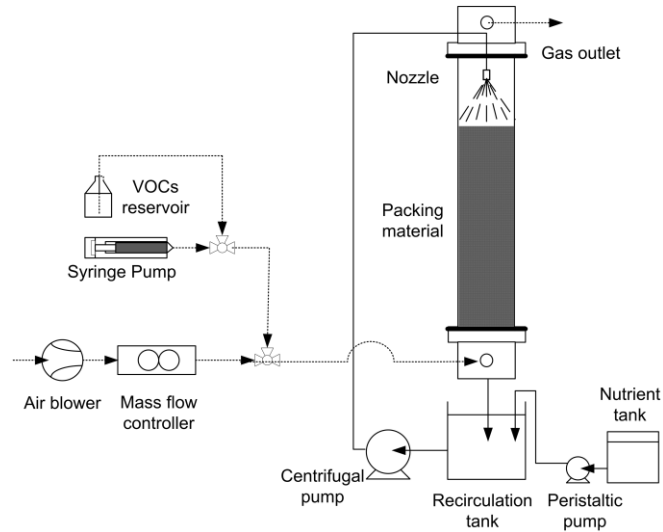 Gas outlet
Nozzle
VOCs
reservoir
Packing
material
Syringe Pump
Air blower
Mass flow
controller
Nutrient
tank
Centrifugal
pump
Recirculation
tank
Peristaltic
pump